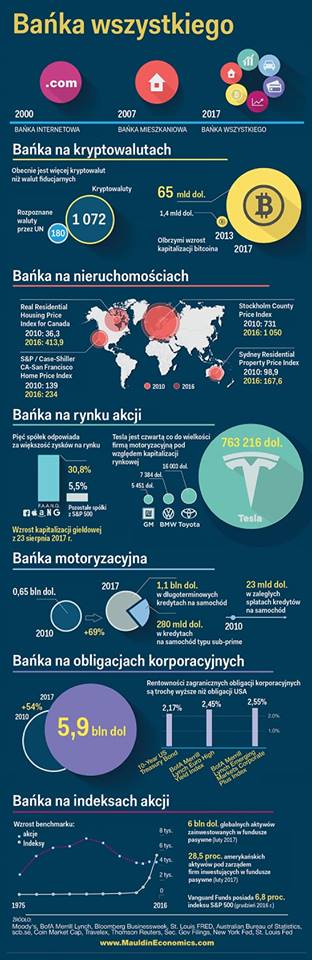 Bańka wszystkiego
.com
2000
2007
2017
BAŃKA INTERNETOWA
BAŃKA MIESZKANIOWA
BAŃKA WSZYSTKIEGO
Bańka na kryptowalutach
Obecnie jest więcej kryptowalut
niż walut fiducjarnych
Kryptowaluty
1 072
Rozpoznane
waluty
przez UN
180
65 mld dol.
1,4 mld dol.
Olbrzymi wzrost
kapitalizacji bitcoina
2013
2017
Bańka na nieruchomościach
Real Residential
Housing Price
Index for Canada
2010: 36,3
2016: 413,9
S&P / Case-Shiller
CA-San Francisco
Home Price Index
2010: 139
2016: 234
Stockholm County
Price Index
2010: 731
2016: 1 050
Sydney Residential
Property Price Index
2010: 98,9
2016: 167,6
2010
2016
Bańka na rynku akcji
Pięć spółek odpowiada
za większość zysków na rynku
30,8%
5,5%
F.A.A.N.G.
Pozostałe spółki
z S&P 500
Wzrost kapitalizacji giełdowej
z 23 sierpnia 2017 r.
Tesla jest czwartą co do wielkości
firmą motoryzacyjną pod
względem kapitalizacji
rynkowej
16 003 dol.
7 384 dol.
5 451 dol.
GM
BMW
Toyota
763 216 dol.
Tesla
Bańka motoryzacyjna
0,65 bln dol.
2010
+69%
2017
1,1 bln dol.
w długoterminowych
kredytach na samochód
280 mld dol.
w kredytach
na samochód typu sub-prime
23 mld dol.
w zaległych
spłatach kredytów
na samochód
2010
Bańka na obligacjach korporacyjnych
2017
+54%
2010
5,9 bln dol
Rentowności zagranicznych obligacji korporacyjnych
są trochę wyższe niż obligacji USA
2,17%
2,45%
2,55%
2.0%
1.0%
10-Year US
Treasury Bond
BofA Merrill
Lynch Euro High
Yield Index
BofA Merrill
Lynch Emerging
Markets Corporate
Plus Index
Bańka na indeksach akcji
Wzrost benchmarku:
akcje
Indeksy
8 tys.
6 tys.
4 tys.
2 tys.
0
1975
2016
6 bln dol. globalnych aktywów
zainwestowanych w fundusze
pasywne (luty 2017)
28,5 proc. amerykańskich
aktywów pod zarządem
firm inwestujących w fundusze
pasywne (luty 2017)
Vanguard Funds posiada 6,8 proc.
indeksu S&P 500 (grudzień 2016 r.)
ŹRÓDŁO:
Moody's, BofA Merrill Lynch, Bloomberg Businessweek, St. Louis FRED, Australian Bureau of Statistics,
scb.se, Coin Market Cap, Travelex, Thomson Reuters, Sec. Gov Filings, New York Fed, St. Louis Fed
www.MauldinEconomics.com